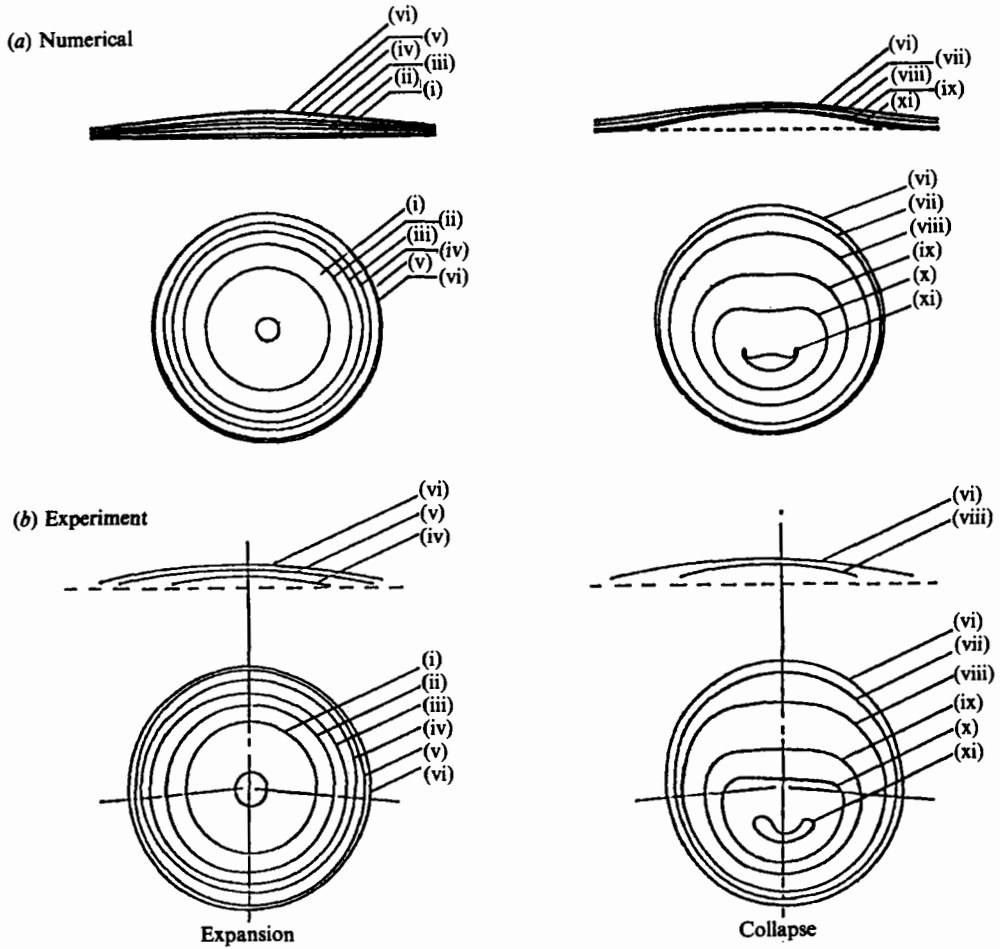 (a) Numerical
(vi)
(v)
(iv)
(iii)
(ii)
(i)
(vi)
(vii)
(viii)
(ix)
(xi)
(i)
(ii)
(iii)
(iv)
(v)
(vi)
(vi)
(vii)
(viii)
(ix)
(x)
(xi)
(b) Experiment
(vi)
(v)
(iv)
(vi)
(viii)
(i)
(ii)
(iii)
(iv)
(v)
(vi)
(vi)
(vii)
(viii)
(ix)
(x)
(xi)
Expansion
Collapse